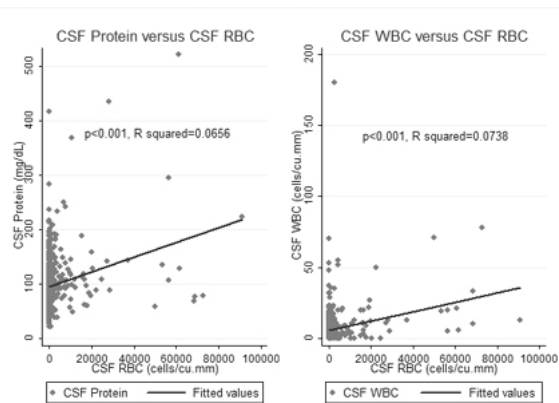 CSF Protein versus CSF RBC
p<0.001, R squared=0.0656
CSF Protein (mg/dL)
0
100
200
300
400
500
0
20000
40000
60000
80000
100000
CSF RBC (cells/cu.mm)
CSF Protein
Fitted values
CSF WBC versus CSF RBC
p<0.001, R squared=0.0738
CSF WBC (cells/cu.mm)
0
50
100
150
200
0
20000
40000
60000
80000
100000
CSF RBC (cells/cu.mm)
CSF WBC
Fitted values